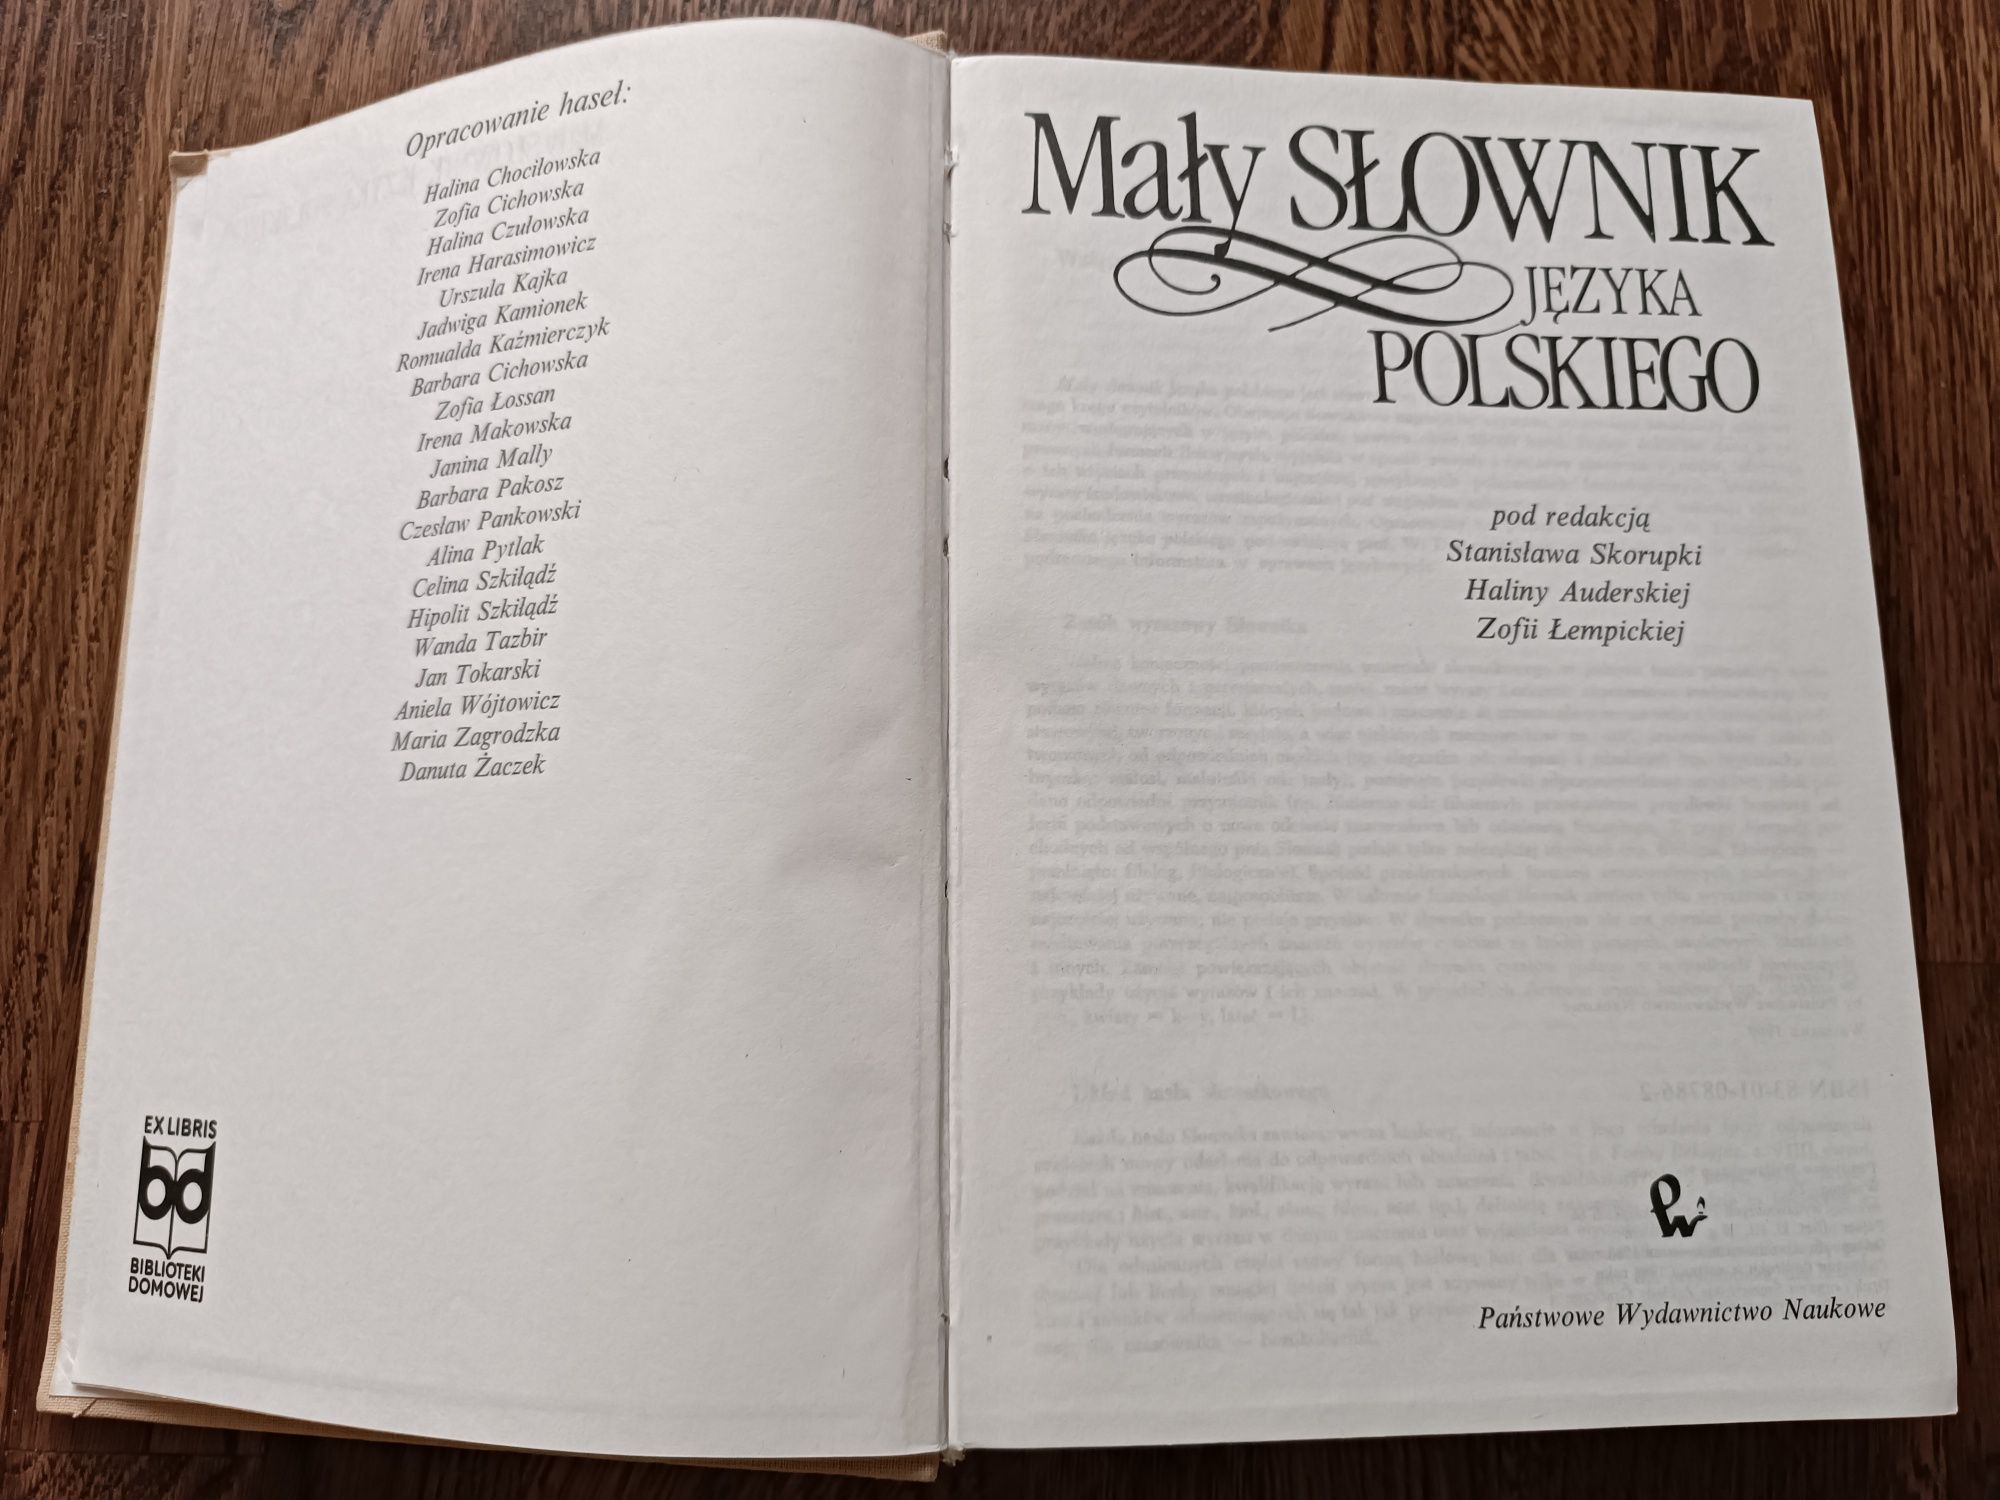 Opracowanie haseł:
Halina Chociłowska
Zofia Cichowska
Halina Czułowska
Irena Harasimowicz
Urszula Kajka
Jadwiga Kamionek
Romualda Kaźmierczyk
Barbara Cichowska
Zofia Łossan
Irena Makowska
Janina Mally
Barbara Pakosz
Czesław Pankowski
Alina Pytlak
Celina Szkiłądź
Hipolit Szkiłądź
Wanda Tazbir
Jan Tokarski
Aniela Wójtowicz
Maria Zagrodzka
Danuta Żaczek
EX LIBRIS
bd
BIBLIOTEKI
DOMOWEJ
Mały SŁOWNIK
JĘZYKA
POLSKIEGO
pod redakcją
Stanisława Skorupki
Haliny Auderskiej
Zofii Łempickiej
Państwowe Wydawnictwo Naukowe